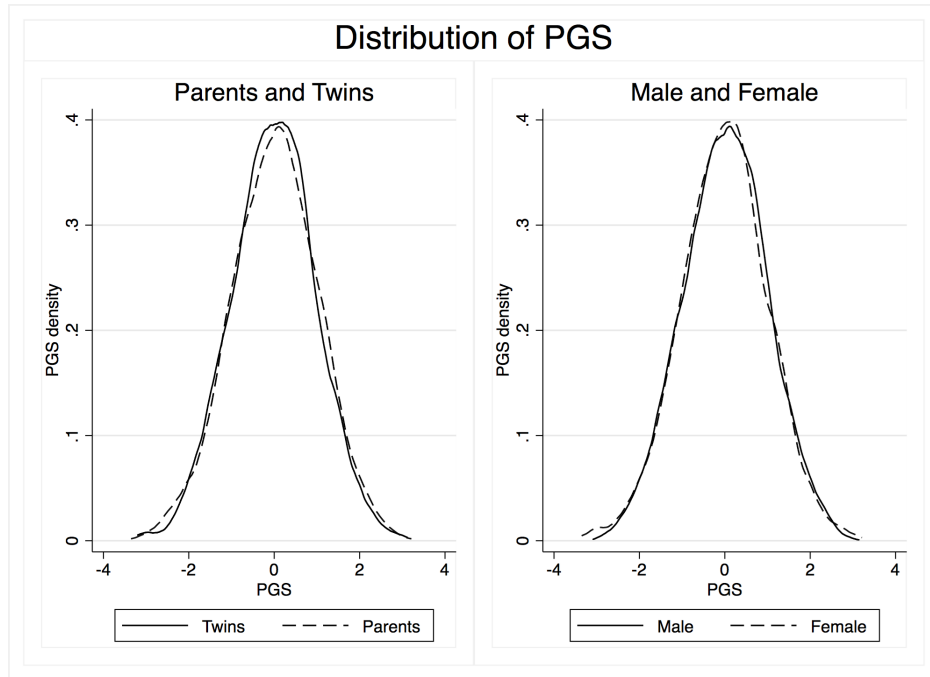 Distribution of PGS
Parents and Twins
PGS density
.4
.3
.2
.1
0
-4 -2 0 2 4
PGS
Twins Parents
Male and Female
PGS density
.4
.3
.2
.1
0
-4 -2 0 2 4
PGS
Male Female